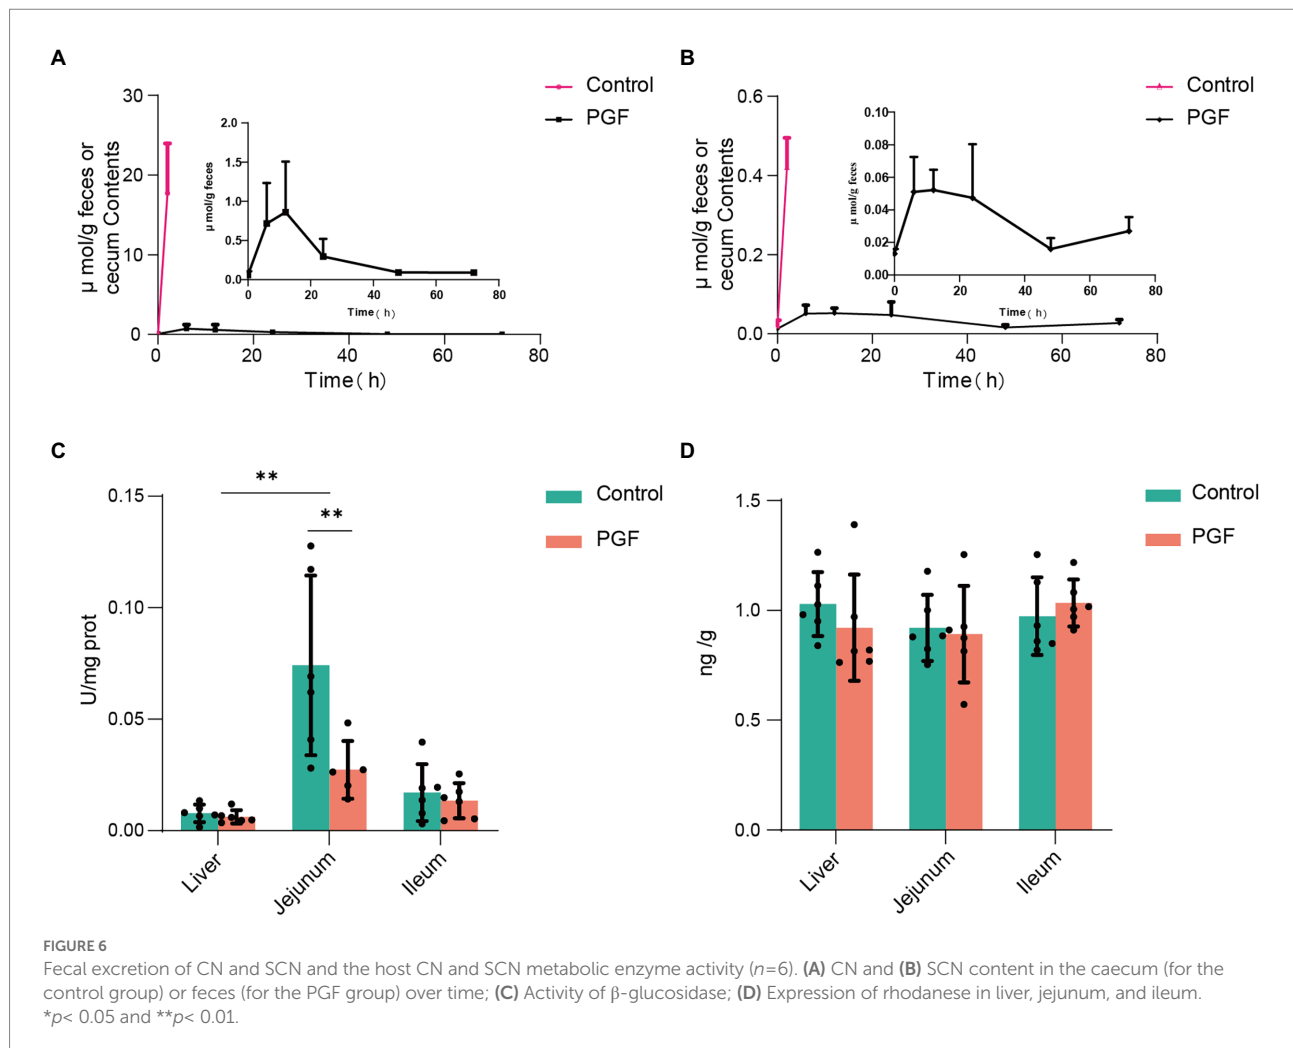 A
Control
PGF
30
20
10
0
μ mol/g feces or
cecum Contents
0
20
40
60
80
Time( h)
2.0
1.5
1.0
0.5
0.0
μ mol/g feces
0
20
40
60
80
Time( h)
B
Control
PGF
0.6
0.4
0.2
0.0
μ mol/g feces or
cecum Contents
0
20
40
60
80
Time( h)
0.10
0.08
0.06
0.04
0.02
0.00
μ mol/g feces
0
20
40
60
80
Time( h)
C
Control
PGF
**
**
0.15
0.10
0.05
0.00
U/mg prot
Liver
Jejunum
Ileum
D
Control
PGF
1.5
1.0
0.5
0.0
ng /g
Liver
Jejunum
Ileum
FIGURE 6
Fecal excretion of CN and SCN and the host CN and SCN metabolic enzyme activity (n=6). (A) CN and (B) SCN content in the caecum (for the
control group) or feces (for the PGF group) over time; (C) Activity of β-glucosidase; (D) Expression of rhodanese in liver, jejunum, and ileum.
*p< 0.05 and **p< 0.01.